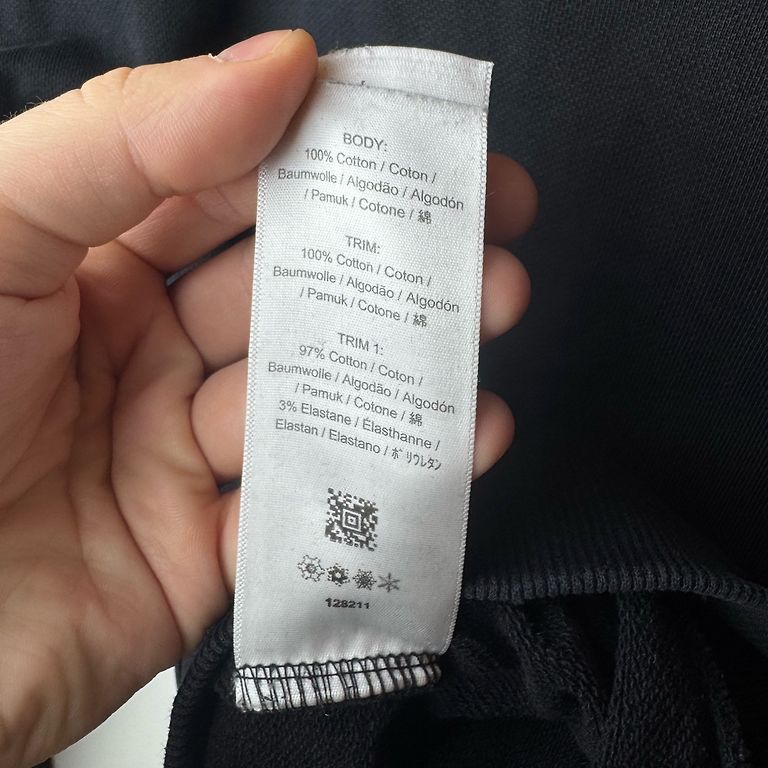 BODY:
100% Cotton / Coton /
Baumwolle / Algodão / Algodón
/ Pamuk / Cotone / 綿
TRIM:
100% Cotton / Coton /
Baumwolle / Algodão / Algodón
/ Pamuk / Cotone / 綿
TRIM 1:
97% Cotton / Coton /
Baumwolle / Algodão / Algodón
/ Pamuk / Cotone / 綿
3% Elastane / Élasthanne /
Elastan / Elastano / ポリウレタン
128211